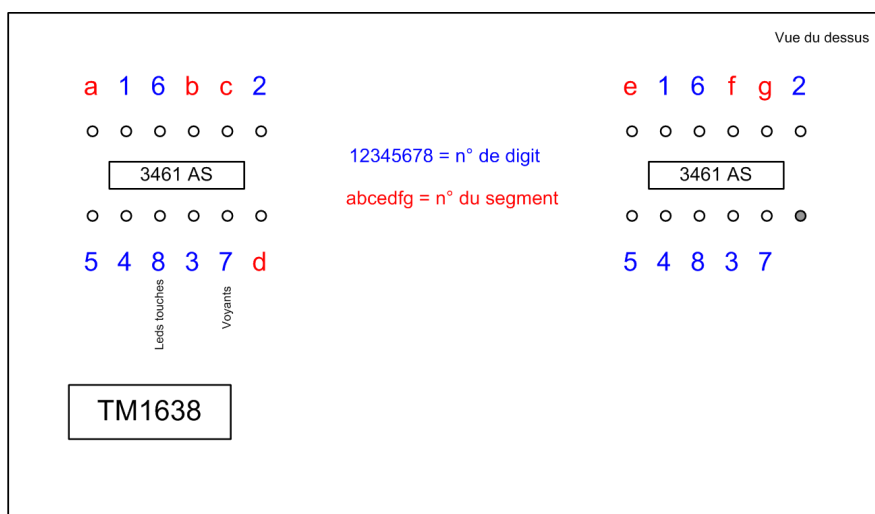 Vue du dessus
a 1 6 b c 2
e 1 6 f g 2
12345678 = n° de digit
3461 AS
3461 AS
abcedfg = n° du segment
5 4 8 3 7 d
5 4 8 3 7
Leds touches
Voyants
TM1638